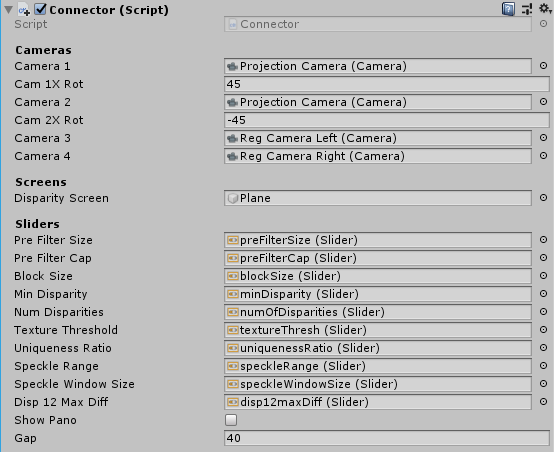 Connector (Script)
Script Connector
Cameras
Camera 1 Projection Camera (Camera)
Cam 1X Rot 45
Camera 2 Projection Camera (Camera)
Cam 2X Rot -45
Camera 3 Reg Camera Left (Camera)
Camera 4 Reg Camera Right (Camera)
Screens
Disparity Screen Plane
Sliders
Pre Filter Size preFilterSize (Slider)
Pre Filter Cap preFilterCap (Slider)
Block Size blockSize (Slider)
Min Disparity minDisparity (Slider)
Num Disparities numOfDisparities (Slider)
Texture Threshold textureThresh (Slider)
Uniqueness Ratio uniquenessRatio (Slider)
Speckle Range speckleRange (Slider)
Speckle Window Size speckleWindowSize (Slider)
Disp 12 Max Diff disp12maxDiff (Slider)
Show Pano
Gap 40